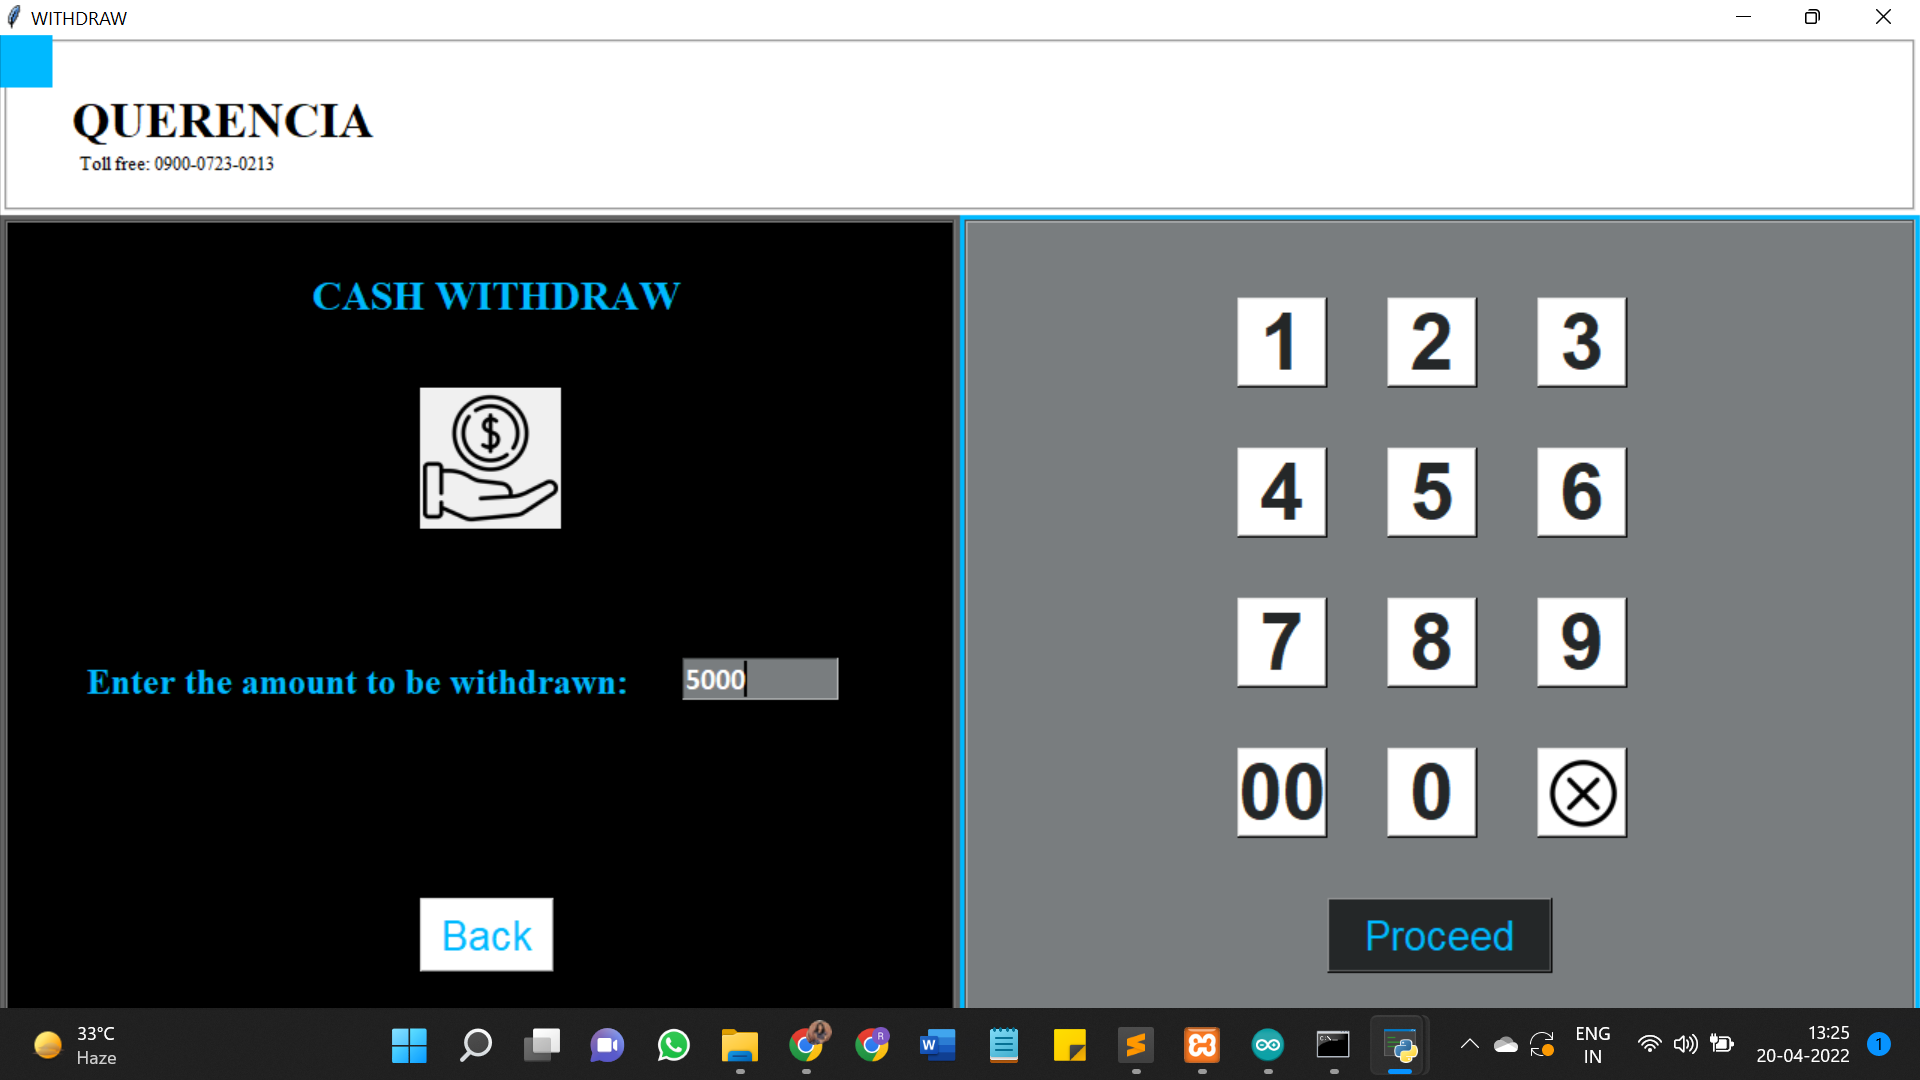 WITHDRAW
QUERENCIA
Toll free: 0900-0723-0213
CASH WITHDRAW
$
Enter the amount to be withdrawn:
5000
Back
1 2 3
4 5 6
7 8 9
00 0
Proceed
33°C
Haze
R
W
ENG
IN
13:25
20-04-2022
1